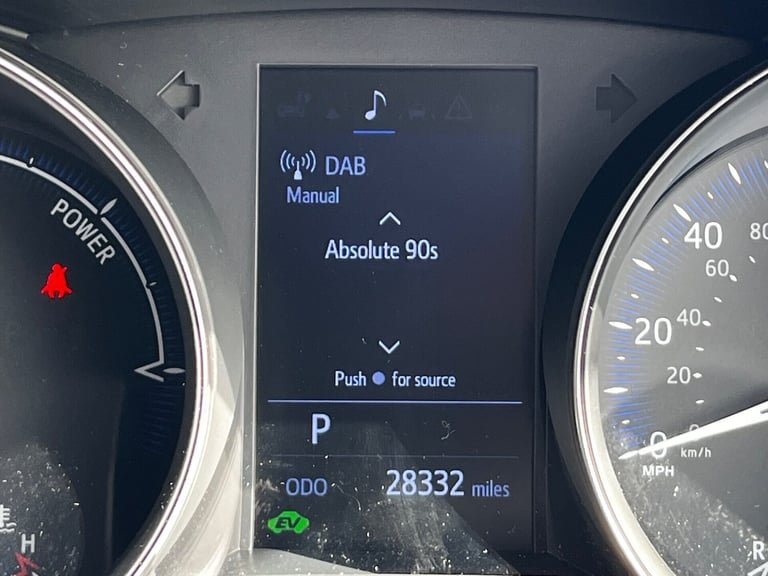 POWER
H
DAB
Manual
Absolute 90s
Push for source
P
ODO 28332 miles
EV
40
80
60
20
40
20
0
0
km/h
MPH
R